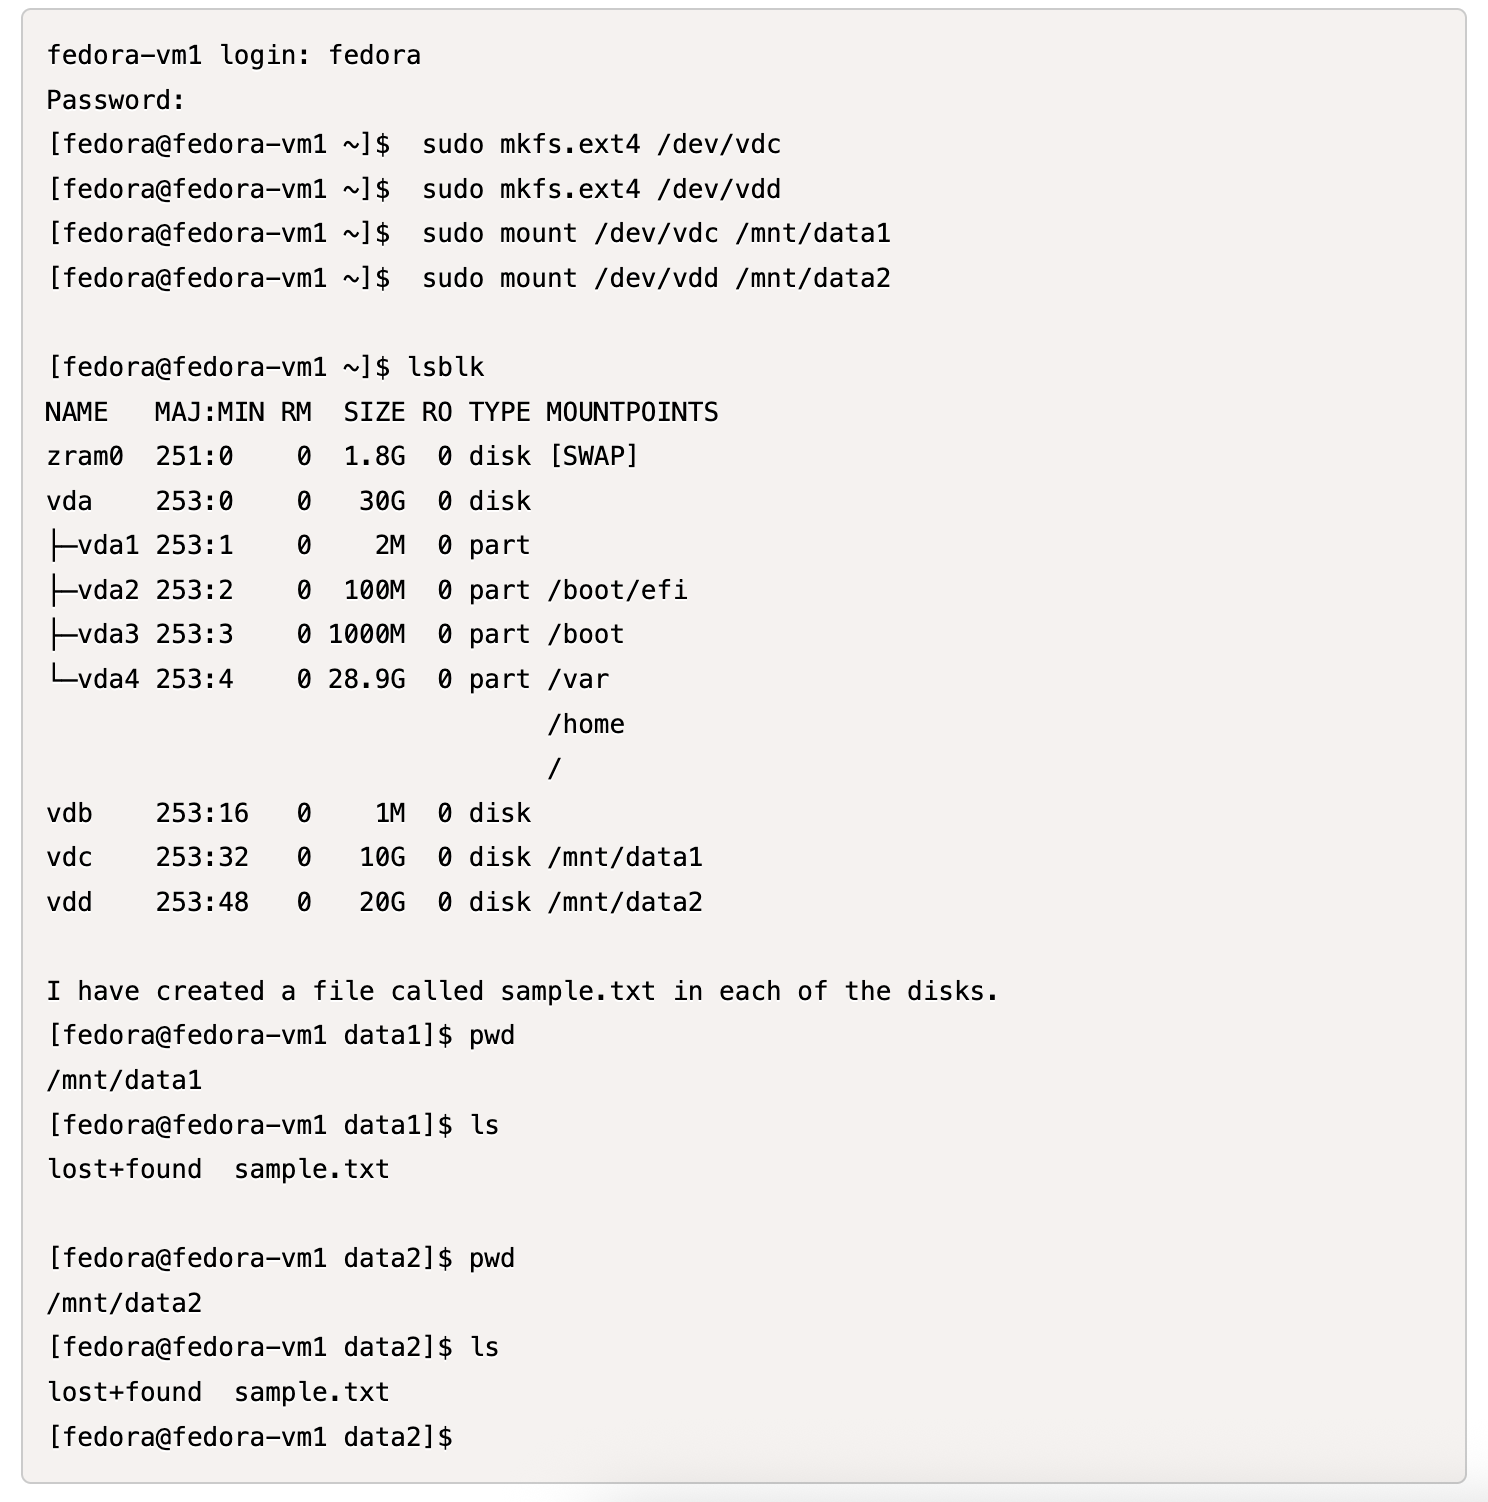 fedora-vm1 login: fedora
Password:
[fedora@fedora-vm1 ~]$  sudo mkfs.ext4 /dev/vdc
[fedora@fedora-vm1 ~]$  sudo mkfs.ext4 /dev/vdd
[fedora@fedora-vm1 ~]$  sudo mount /dev/vdc /mnt/data1
[fedora@fedora-vm1 ~]$  sudo mount /dev/vdd /mnt/data2

[fedora@fedora-vm1 ~]$ lsblk
NAME   MAJ:MIN RM  SIZE RO TYPE MOUNTPOINTS
zram0  251:0    0  1.8G  0 disk [SWAP]
vda    253:0    0   30G  0 disk
├─vda1 253:1    0    2M  0 part
├─vda2 253:2    0  100M  0 part /boot/efi
├─vda3 253:3    0 1000M  0 part /boot
└─vda4 253:4    0 28.9G  0 part /var
                                /home
                                /
vdb    253:16   0    1M  0 disk
vdc    253:32   0   10G  0 disk /mnt/data1
vdd    253:48   0   20G  0 disk /mnt/data2

I have created a file called sample.txt in each of the disks.
[fedora@fedora-vm1 data1]$ pwd
/mnt/data1
[fedora@fedora-vm1 data1]$ ls
lost+found  sample.txt

[fedora@fedora-vm1 data2]$ pwd
/mnt/data2
[fedora@fedora-vm1 data2]$ ls
lost+found  sample.txt
[fedora@fedora-vm1 data2]$